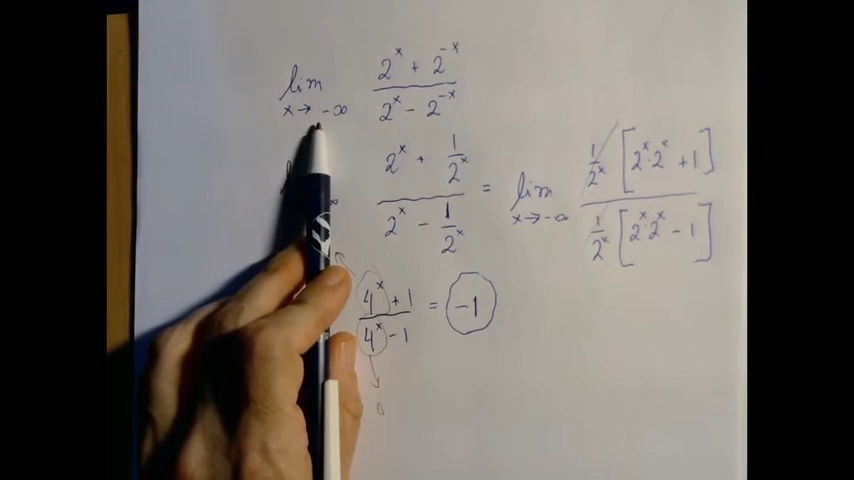 lim x→ -∞ (2^x + 2^-x) / (2^x - 2^-x)
(2^x + 1/2^x) / (2^x - 1/2^x) = lim x→-∞ (1/2^x [2^x·2^x +1]) / (1/2^x [2^x·2^x -1])
(4^x + 1) / (4^x - 1) = -1
0